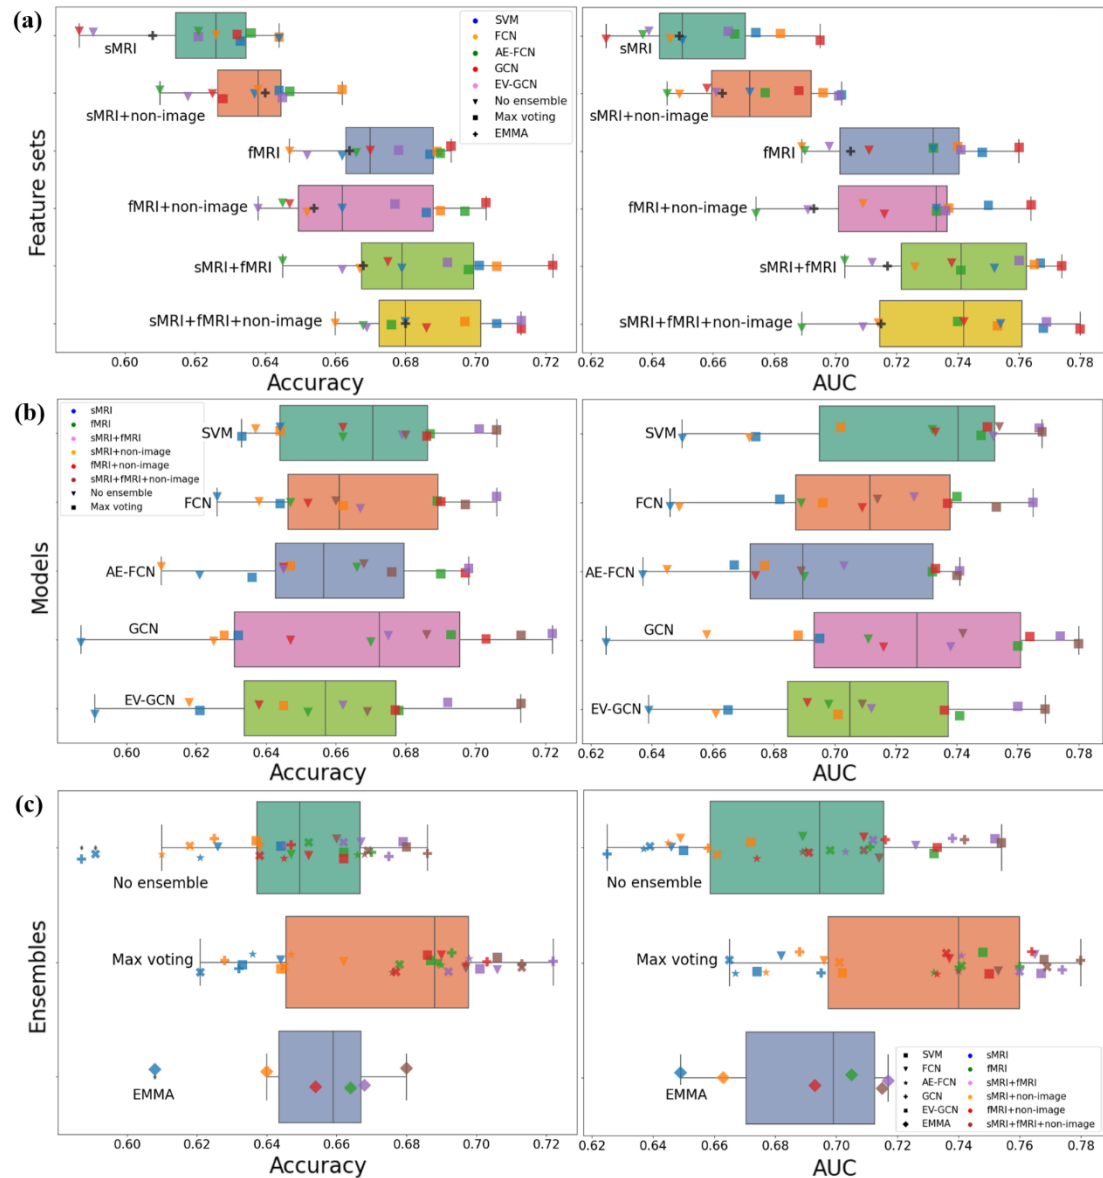 (a)
Feature sets
sMRI
sMRI+non-image
fMRI
fMRI+non-image
sMRI+fMRI
sMRI+fMRI+non-image
SVM
FCN
AE-FCN
GCN
EV-GCN
No ensemble
Max voting
EMMA
0.60 0.62 0.64 0.66 0.68 0.70 0.72
Accuracy
sMRI
sMRI+non-image
fMRI
fMRI+non-image
sMRI+fMRI
sMRI+fMRI+non-image
0.62 0.64 0.66 0.68 0.70 0.72 0.74 0.76 0.78
AUC
(b)
Models
sMRI
fMRI
sMRI+fMRI
sMRI+non-image
fMRI+non-image
sMRI+fMRI+non-image
No ensemble
Max voting
SVM
FCN
AE-FCN
GCN
EV-GCN
0.60 0.62 0.64 0.66 0.68 0.70 0.72
Accuracy
SVM
FCN
AE-FCN
GCN
EV-GCN
0.62 0.64 0.66 0.68 0.70 0.72 0.74 0.76 0.78
AUC
(c)
Ensembles
No ensemble
Max voting
EMMA
0.60 0.62 0.64 0.66 0.68 0.70 0.72
Accuracy
No ensemble
Max voting
EMMA
SVM sMRI
FCN fMRI
AE-FCN sMRI+fMRI
GCN sMRI+non-image
EV-GCN fMRI+non-image
EMMA sMRI+fMRI+non-image
0.62 0.64 0.66 0.68 0.70 0.72 0.74 0.76 0.78
AUC